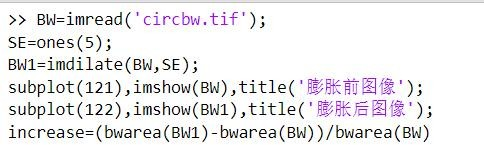 >> BW=imread('circbw.tif');
SE=ones(5);
BW1=imdilate(BW,SE);
subplot(121),imshow(BW),title('膨胀前图像');
subplot(122),imshow(BW1),title('膨胀后图像');
increase=(bwarea(BW1)-bwarea(BW))/bwarea(BW)